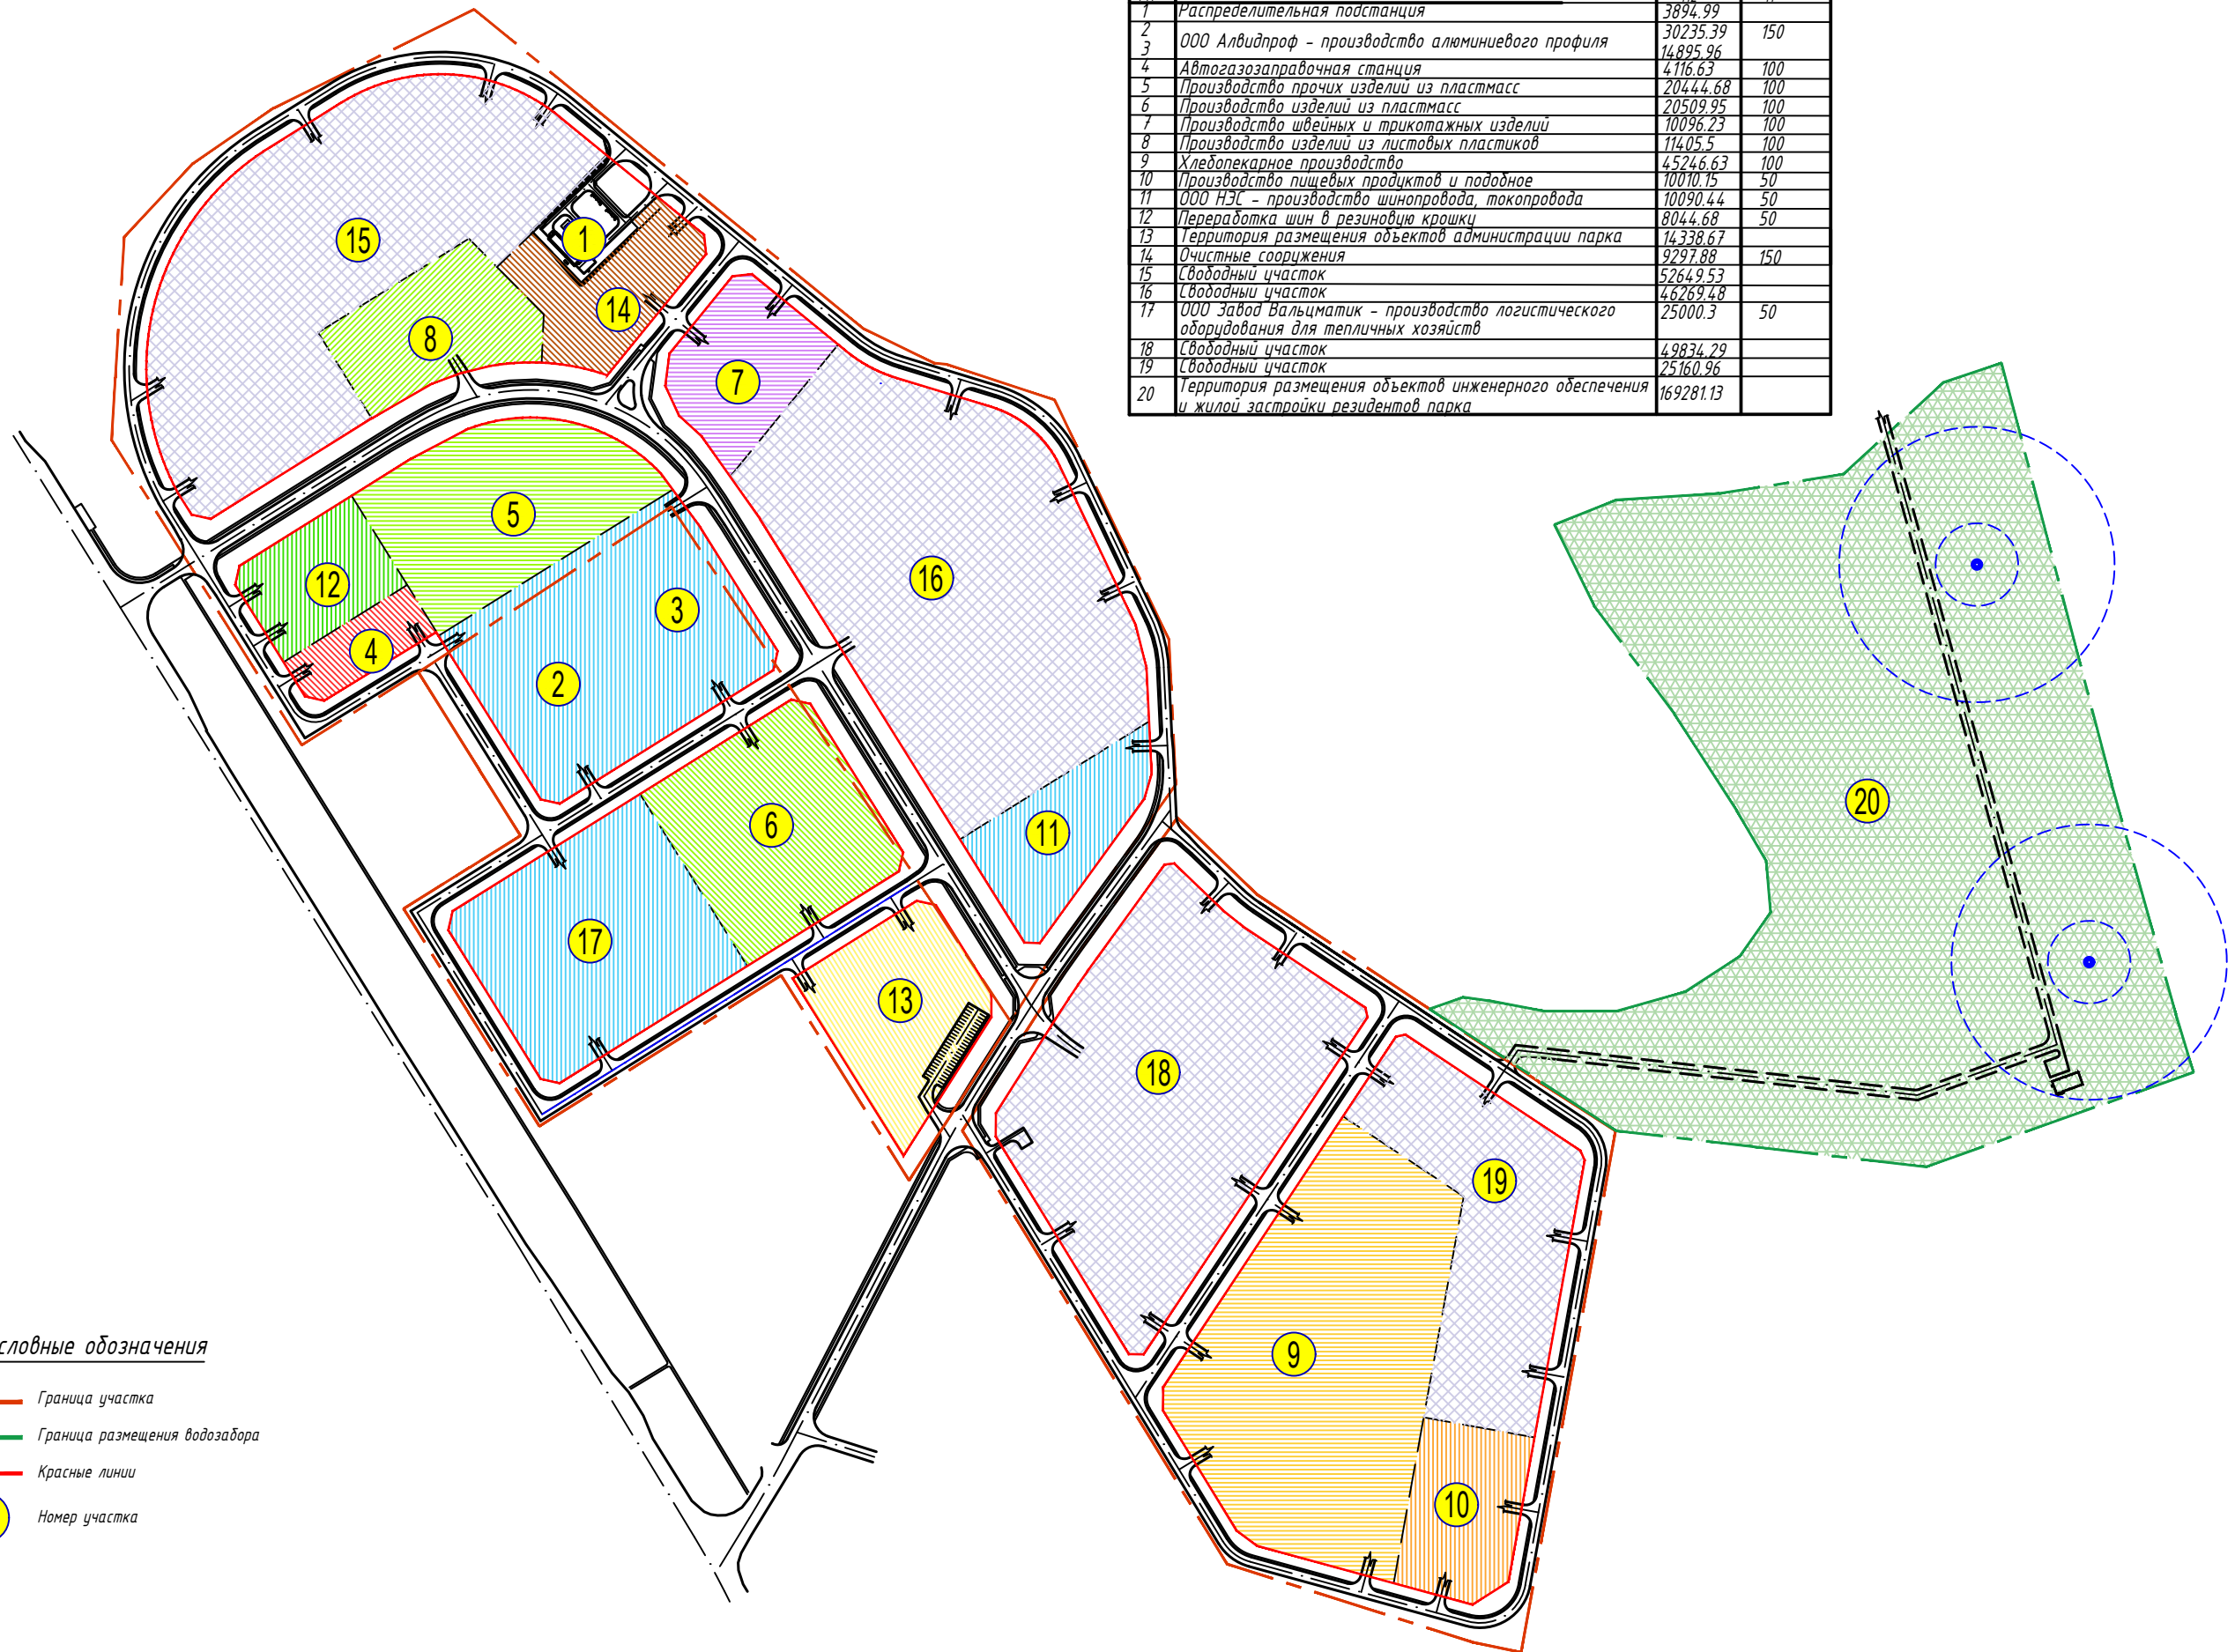 1 Распределительная подстанция 3894.99
2 30235.39 150
ООО Алвидпроф - производство алюминиевого профиля
3 14895.96
4 Автогазозаправочная станция 4116.63 100
5 Производство прочих изделий из пластмасс 20444.68 100
6 Производство изделий из пластмасс 20509.95 100
7 Производство швейных и трикотажных изделий 10096.23 100
8 Производство изделий из листовых пластиков 11405.5 100
9 Хлебопекарное производство 45246.63 100
10 Производство пищевых продуктов и подобное 10010.15 50
11 ООО НЭС - производство шинопровода, токопровода 10090.44 50
12 Переработка шин в резиновую крошку 8044.68 50
13 Территория размещения объектов администрации парка 14338.67
14 Очистные сооружения 9297.88 150
15 Свободный участок 52649.53
16 Свободный участок 46269.48
17 ООО Завод Вальцматик - производство логистического 25000.3 50
оборудования для тепличных хозяйств
18 Свободный участок 49834.29
19 Свободный участок 25160.96
20 Территория размещения объектов инженерного обеспечения 169281.13
и жилой застройки резидентов парка
15
1
14
8
7
5
12
16
3
4
2
20
6
11
17
13
18
19
9
10
словные обозначения
Граница участка
Граница размещения водозабора
Красные линии
Номер участка